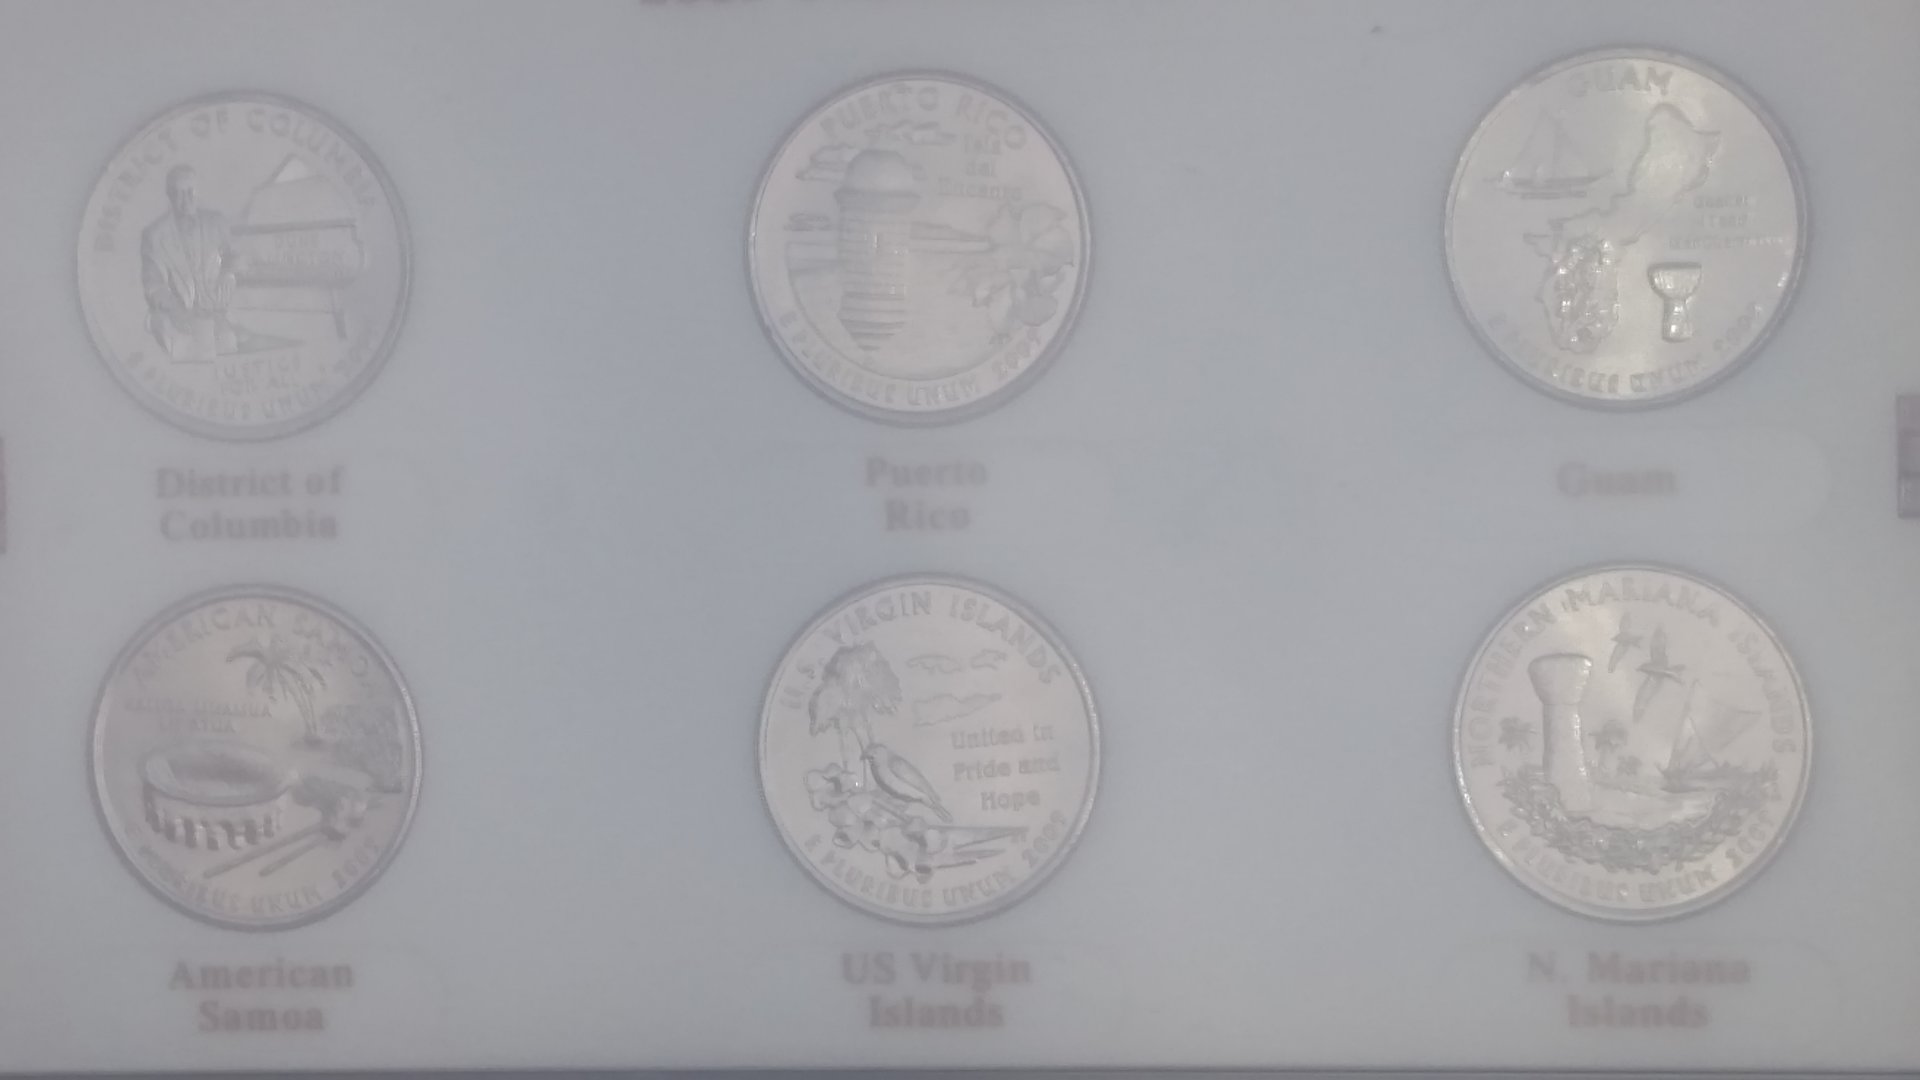 DISTRICT OF COLUMBIA
DUKE
ELLINGTON
JUSTICE
FOR ALL
E PLURIBUS UNUM 2009
District of
Columbia
PUERTO RICO
Isla
del
Encanto
E PLURIBUS UNUM 2009
Puerto
Rico
GUAM
E PLURIBUS UNUM 2009
Guam
AMERICAN SAMOA
E PLURIBUS UNUM 2009
American
Samoa
U.S. VIRGIN ISLANDS
United in
Pride and
Hope
E PLURIBUS UNUM 2009
US Virgin
Islands
NORTHERN MARIANA ISLANDS
E PLURIBUS UNUM 2009
N. Mariana
Islands